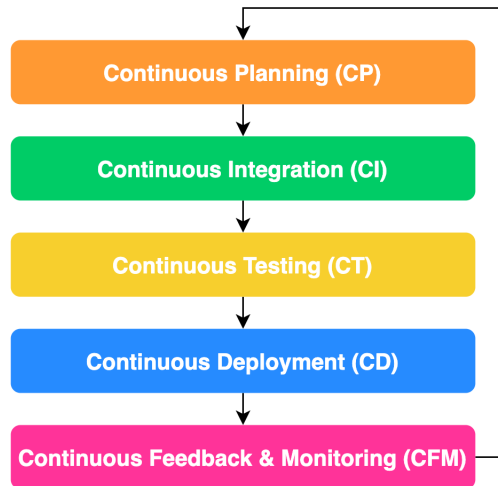 Continuous Planning (CP)
Continuous Integration (CI)
Continuous Testing (CT)
Continuous Deployment (CD)
Continuous Feedback & Monitoring (CFM)